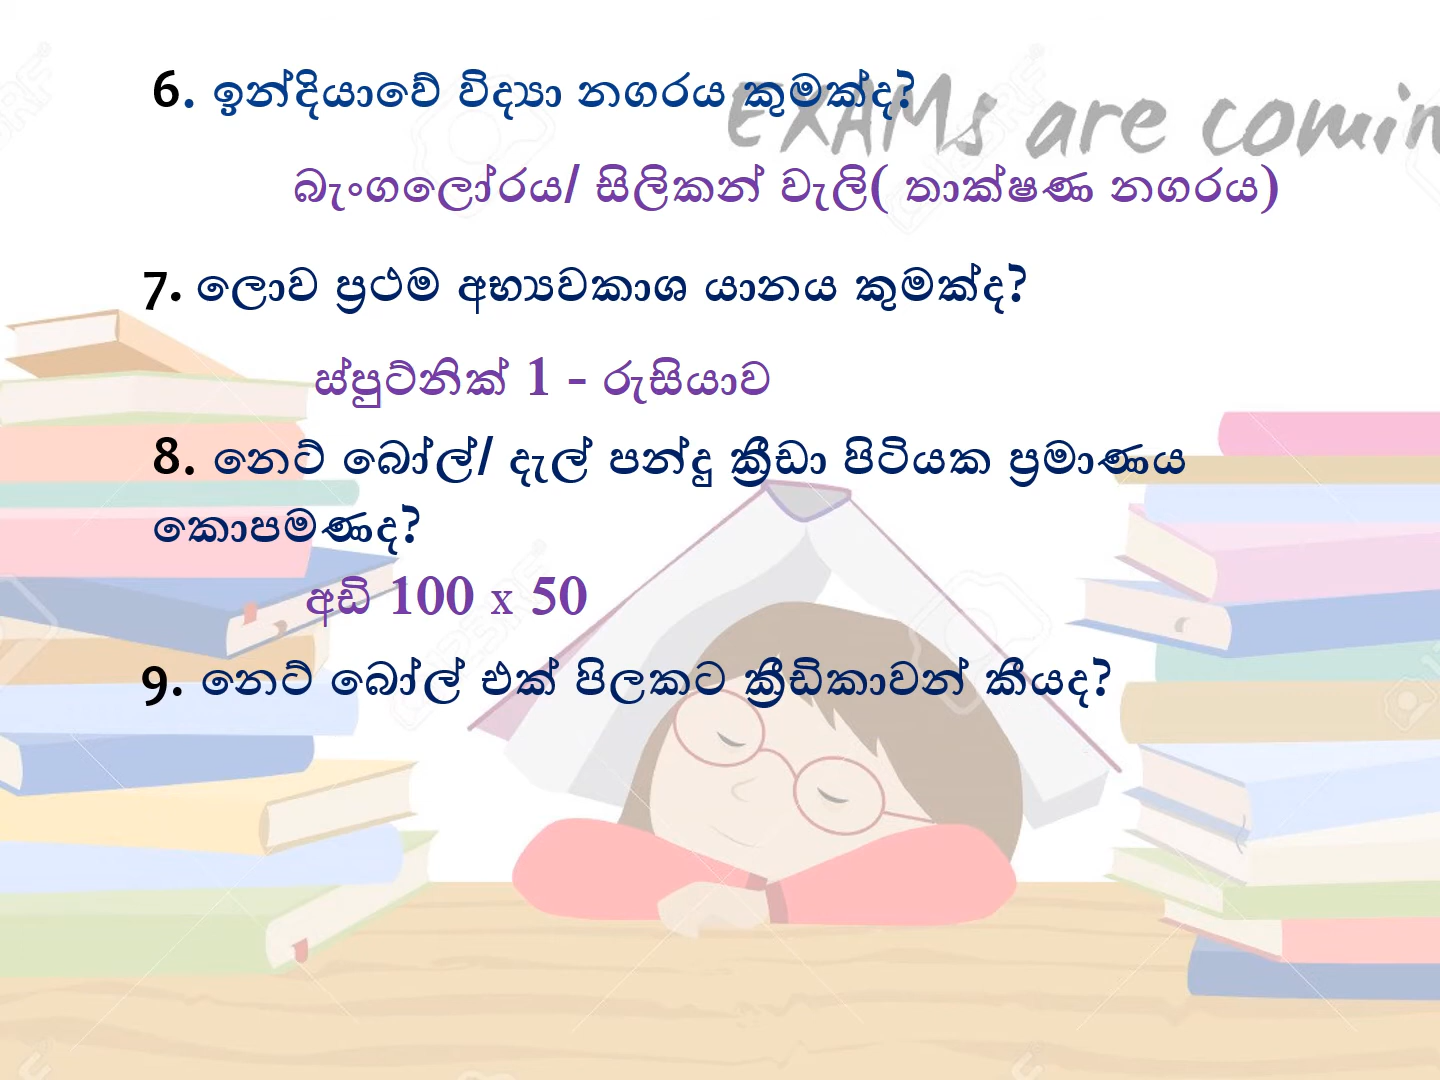 6. ඉන්දියාවේ විද්‍යා නගරය කුමක්ද?
EXAMs are comin
බැංගලෝරය/ සිලිකන් වැලි( තාක්ෂණ නගරය)
7. ලොව ප්‍රථම අභ්‍යවකාශ යානය කුමක්ද?
ස්පුට්නික් 1 - රුසියාව
8. නෙට් බෝල්/ දැල් පන්දු ක්‍රීඩා පිටියක ප්‍රමාණය
කොපමණද?
අඩි 100 x 50
9. නෙට් බෝල් එක් පිලකට ක්‍රීඩිකාවන් කීයද?